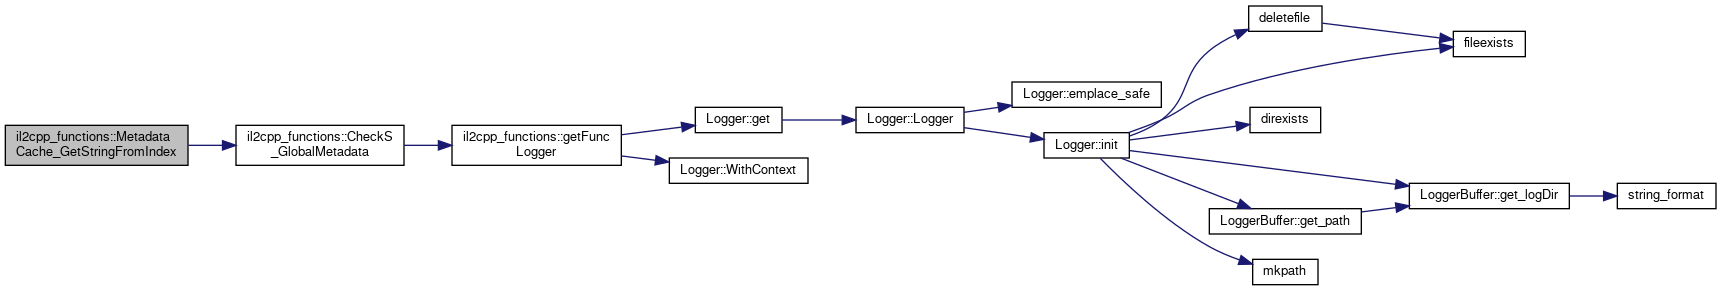 il2cpp_functions::Metadata
Cache_GetStringFromIndex
il2cpp_functions::CheckS
_GlobalMetadata
il2cpp_functions::getFunc
Logger
Logger::get
Logger::WithContext
Logger::Logger
Logger::emplace_safe
Logger::init
deletefile
fileexists
direxists
LoggerBuffer::get_logDir
string_format
LoggerBuffer::get_path
mkpath